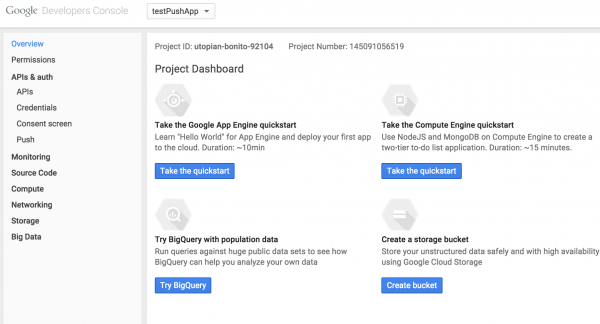 Google Developers Console testPushApp
Overview
Permissions
APIs & auth
APIs
Credentials
Consent screen
Push
Monitoring
Source Code
Compute
Networking
Storage
Big Data
Project ID: utopian-bonito-92104 Project Number: 145091056519
Project Dashboard
Take the Google App Engine quickstart
Learn "Hello World" for App Engine and deploy your first app
to the cloud. Duration: ~10min
Take the quickstart
Take the Compute Engine quickstart
Use NodeJS and MongoDB on Compute Engine to create a
two-tier to-do list application. Duration: ~15 minutes.
Take the quickstart
Try BigQuery with population data
Run queries against huge public data sets to see how
BigQuery can help you analyze your own data
Try BigQuery
Create a storage bucket
Store your unstructured data safely and with high availability
using Google Cloud Storage
Create bucket